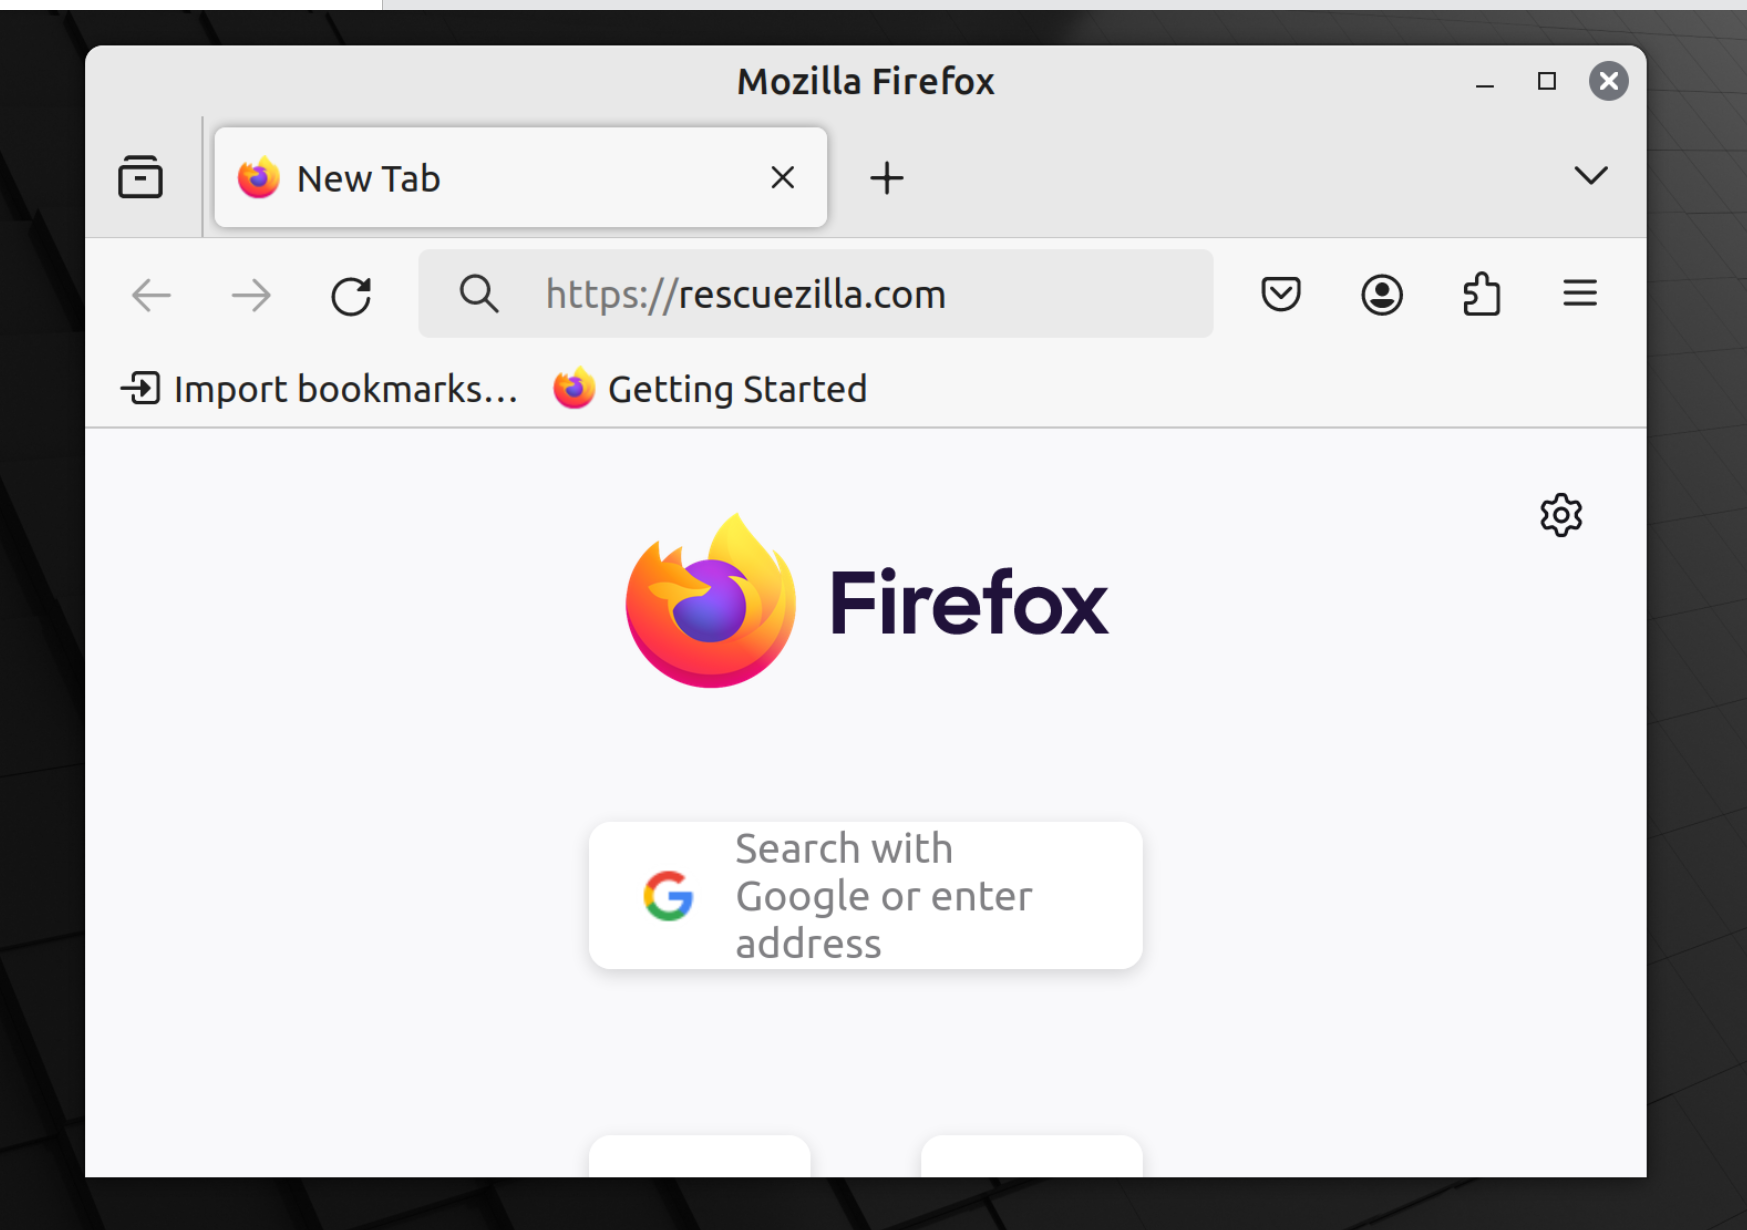 Mozilla Firefox
New Tab
https://rescuezilla.com
Import bookmarks...
Getting Started
Firefox
Search with
Google or enter
address